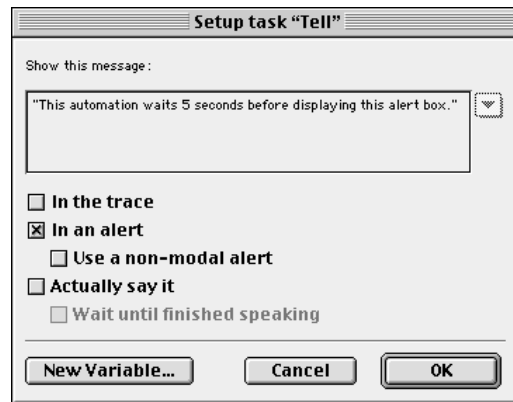 Setup task “Tell”
Show this message:
"This automation waits 5 seconds before displaying this alert box."
In the trace
In an alert
Use a non-modal alert
Actually say it
Wait until finished speaking
New Variable... Cancel OK